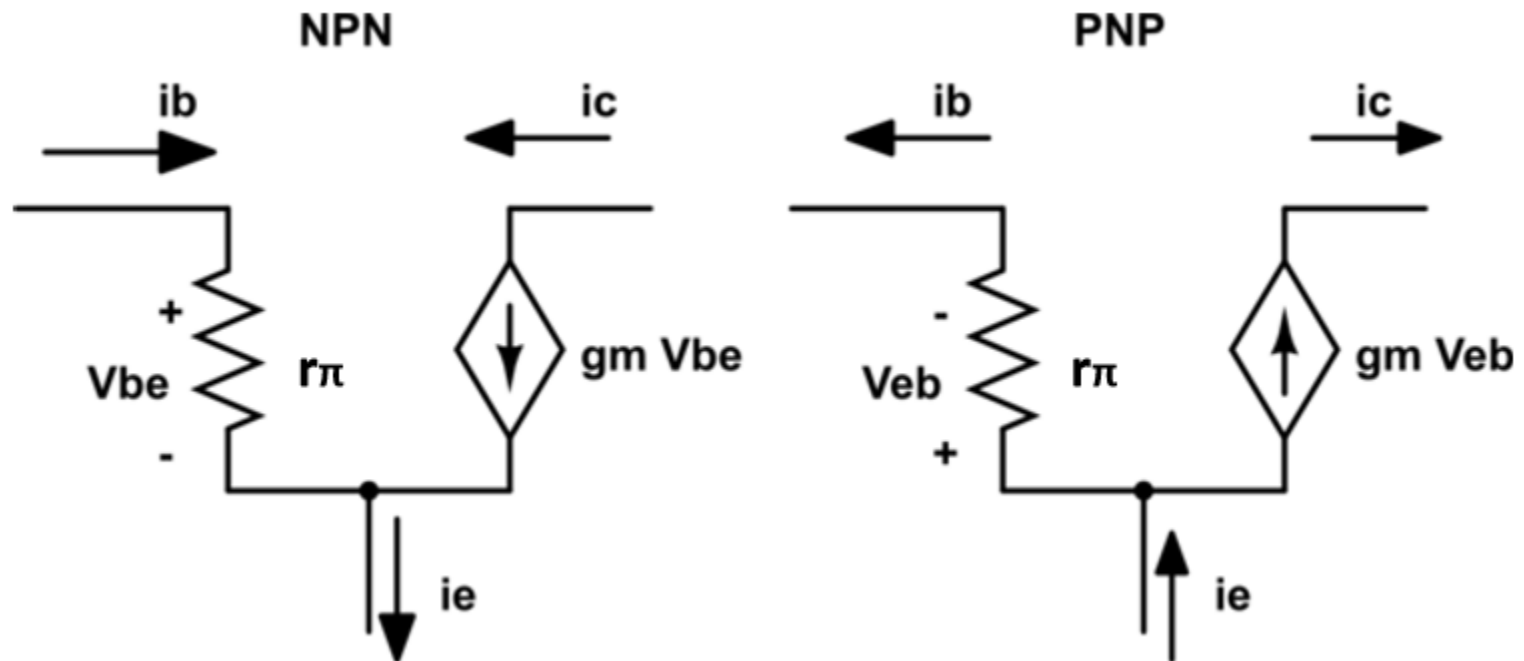 NPN
PNP
ib
ic
ib
ic
+
Vbe
-
rπ
gm Vbe
-
Veb
+
rπ
gm Veb
ie
ie